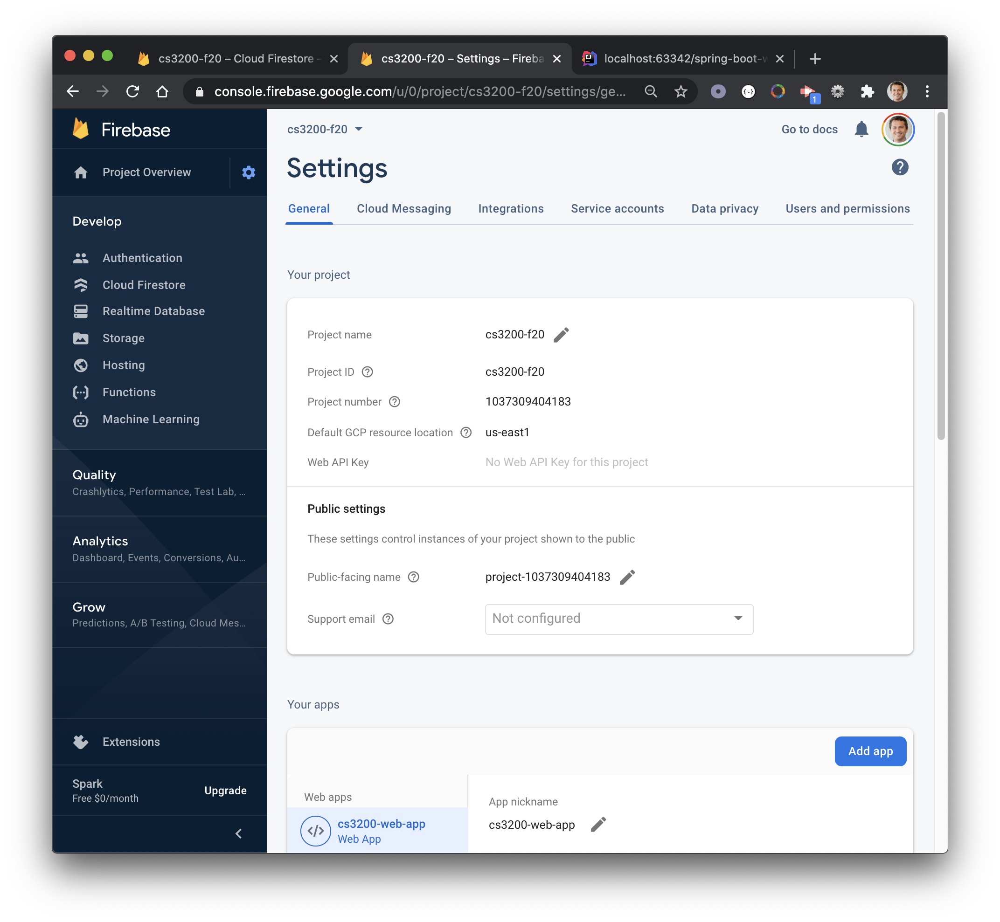 cs3200-f20 – Cloud Firestore –
cs3200-f20 – Settings – Fireba
localhost:63342/spring-boot-w
console.firebase.google.com/u/0/project/cs3200-f20/settings/ge...
1
Firebase
Project Overview
Develop
Authentication
Cloud Firestore
Realtime Database
Storage
Hosting
Functions
Machine Learning
Quality
Crashlytics, Performance, Test Lab, ...
Analytics
Dashboard, Events, Conversions, Au...
Grow
Predictions, A/B Testing, Cloud Mes...
Extensions
Spark
Free $0/month
Upgrade
cs3200-f20
Go to docs
Settings
General Cloud Messaging Integrations Service accounts Data privacy Users and permissions
Your project
Project name cs3200-f20
Project ID cs3200-f20
Project number 1037309404183
Default GCP resource location us-east1
Web API Key No Web API Key for this project
Public settings
These settings control instances of your project shown to the public
Public-facing name project-1037309404183
Support email Not configured
Your apps
Add app
Web apps
cs3200-web-app
Web App
App nickname
cs3200-web-app